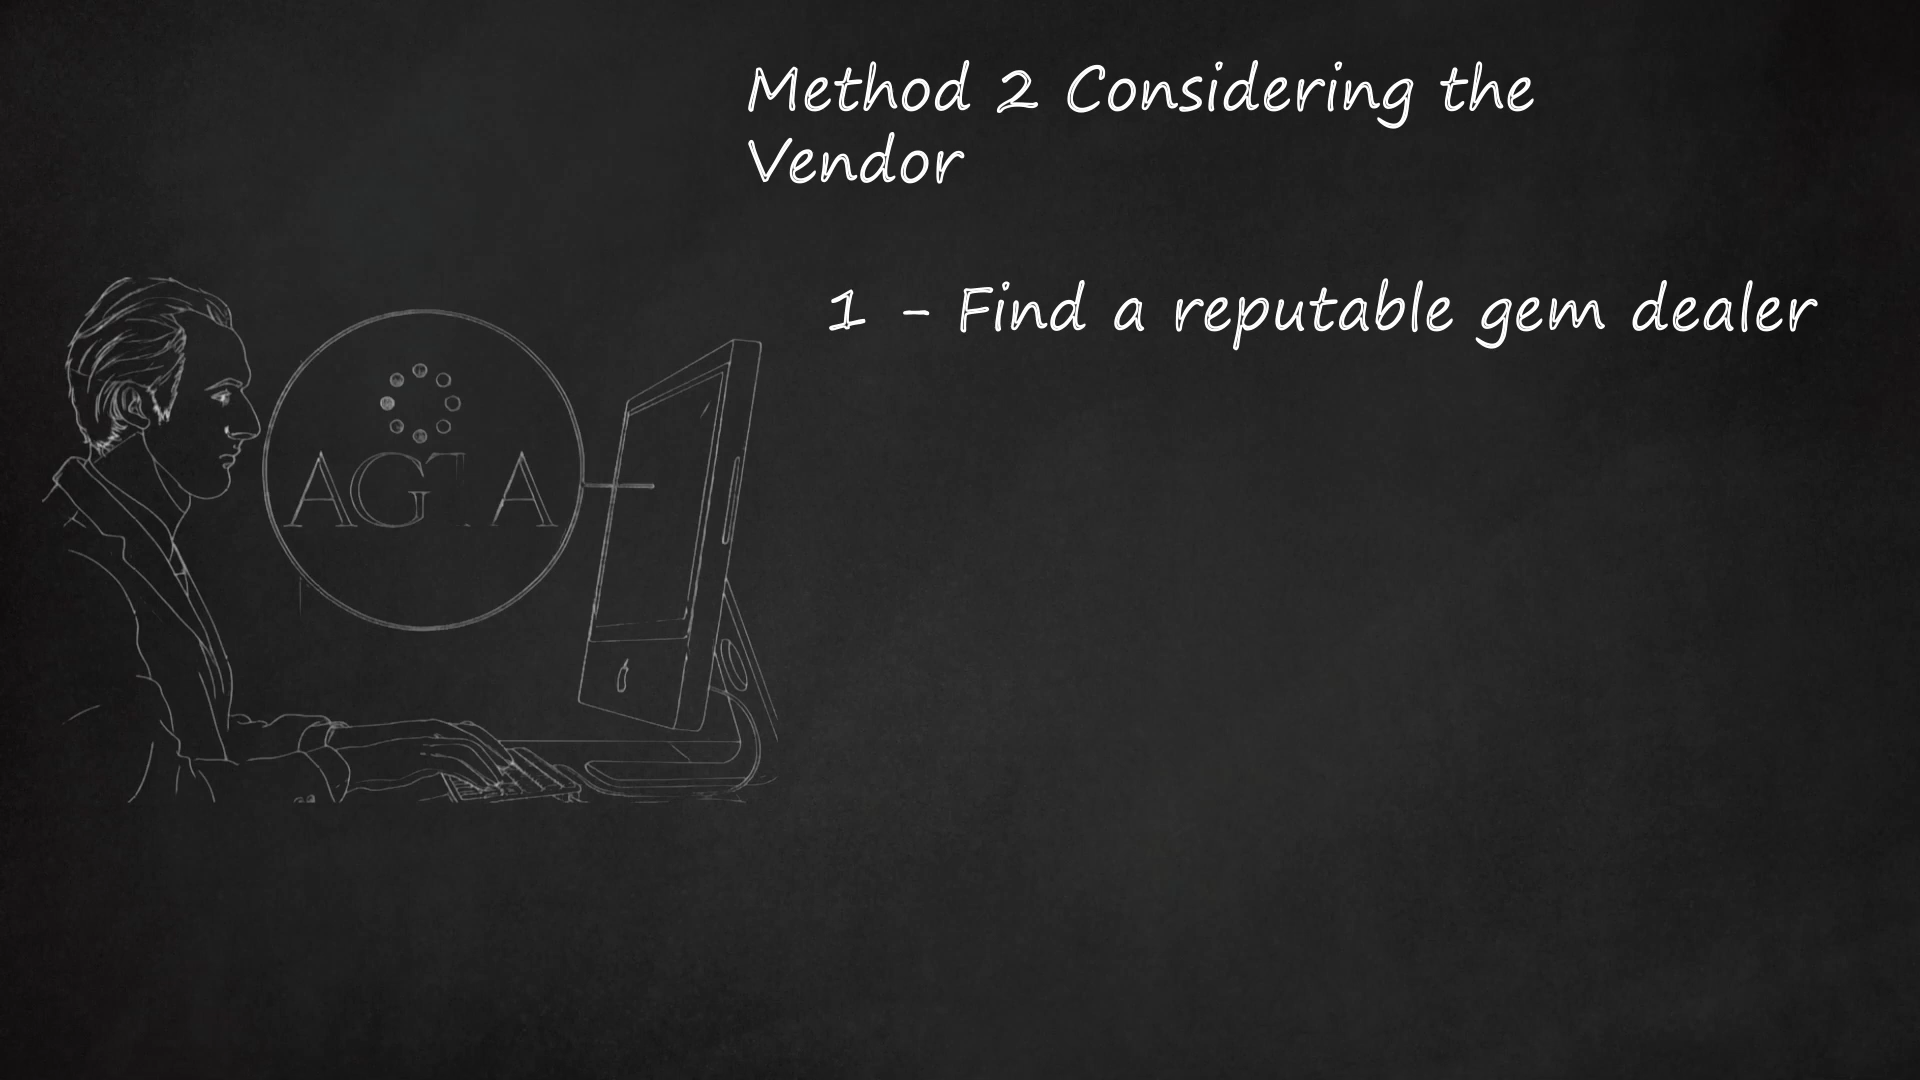 Method 2 Considering the
Vendor
1 - Find a reputable gem dealer
AGTA